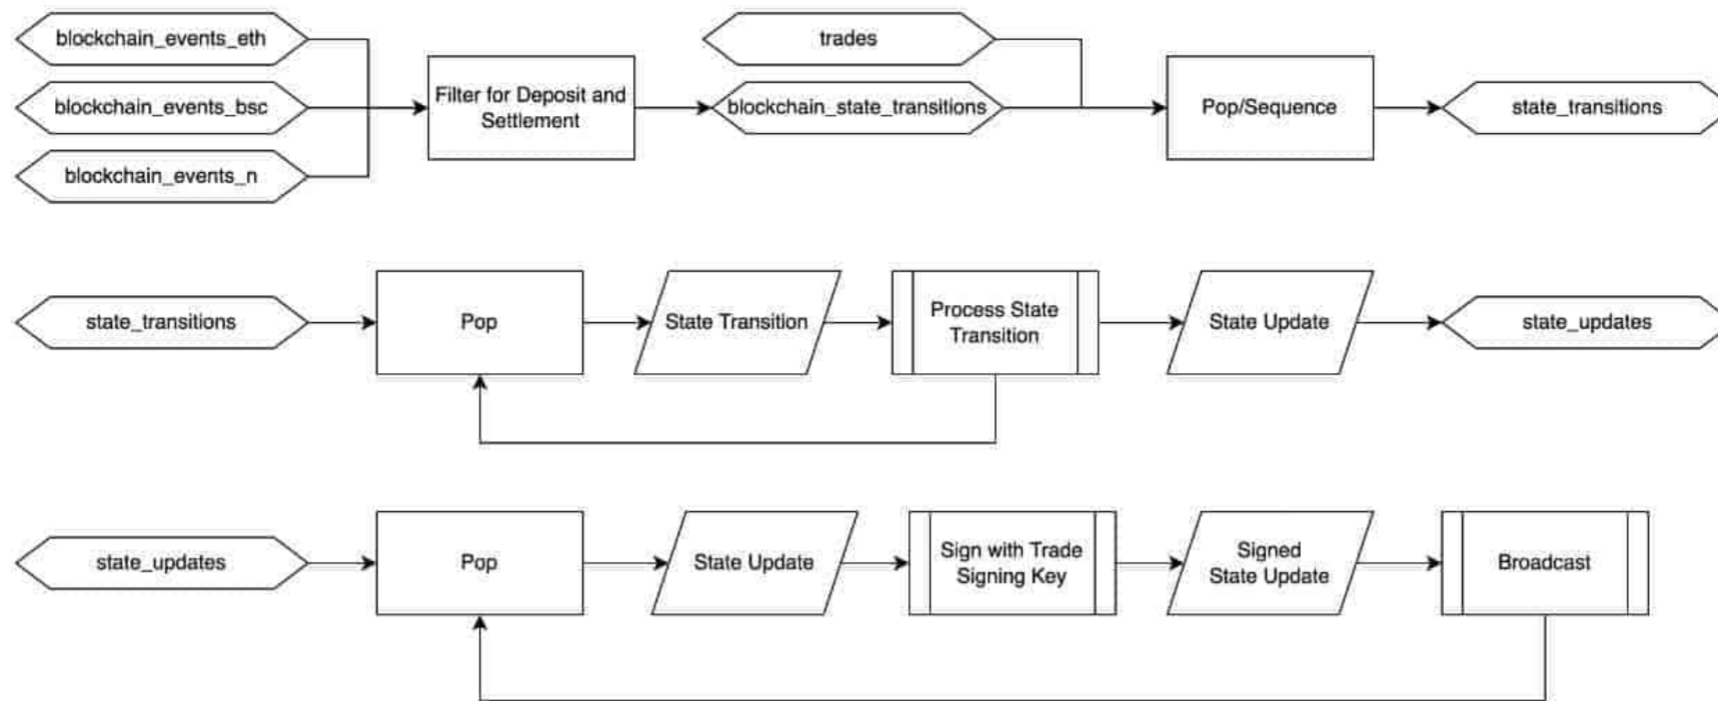 blockchain_events_eth
blockchain_events_bsc
blockchain_events_n
Filter for Deposit and
Settlement
trades
blockchain_state_transitions
Pop/Sequence
state_transitions
state_transitions
Pop
State Transition
Process State
Transition
State Update
state_updates
state_updates
Pop
State Update
Sign with Trade
Signing Key
Signed
State Update
Broadcast